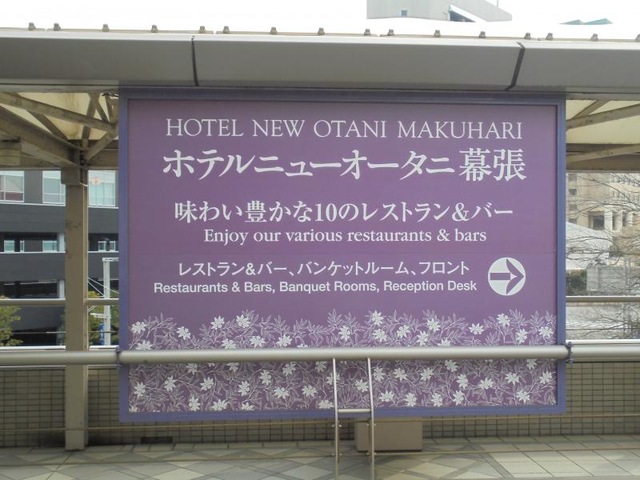 HOTEL NEW OTANI MAKUHARI
ホテルニューオータニ幕張
味わい豊かな10のレストラン&バー
Enjoy our various restaurants & bars
レストラン&バー、バンケットルーム、フロント
Restaurants & Bars, Banquet Rooms, Reception Desk